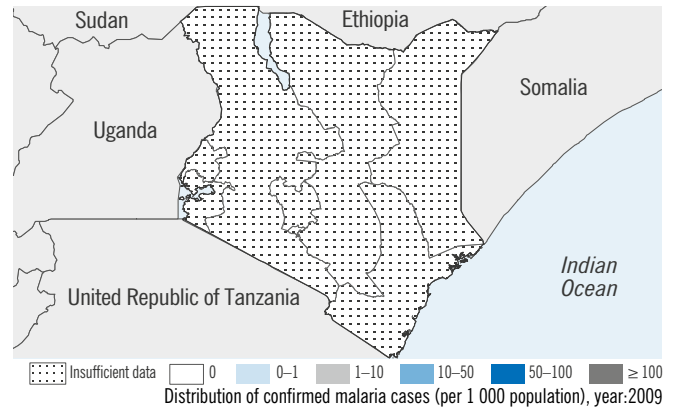 Sudan
Ethiopia
Somalia
Uganda
Indian
Ocean
United Republic of Tanzania
Insufficient data 0 0–1 1–10 10–50 50–100 ≥ 100
Distribution of confirmed malaria cases (per 1 000 population), year:2009